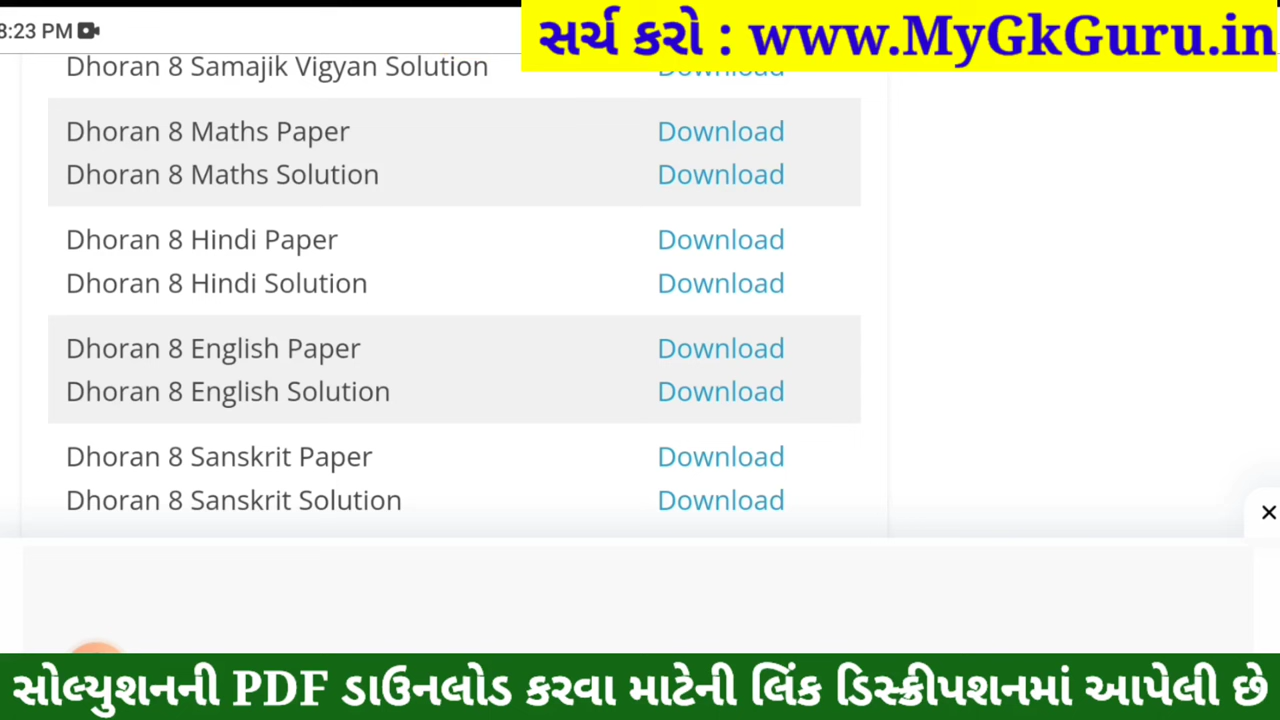 8:23 PM
સર્ચ કરો : www.MyGkGuru.in
Dhoran 8 Samajik Vigyan Solution Download
Dhoran 8 Maths Paper Download
Dhoran 8 Maths Solution Download
Dhoran 8 Hindi Paper Download
Dhoran 8 Hindi Solution Download
Dhoran 8 English Paper Download
Dhoran 8 English Solution Download
Dhoran 8 Sanskrit Paper Download
Dhoran 8 Sanskrit Solution Download
સોલ્યુશનની PDF ડાઉનલોડ કરવા માટેની લિંક ડિસ્ક્રીપશનમાં આપેલી છે